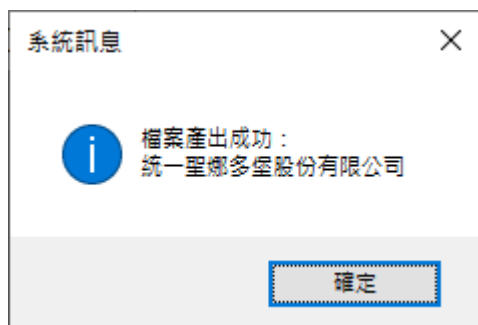 系統訊息
檔案產出成功：
統一聖娜多堡股份有限公司
確定